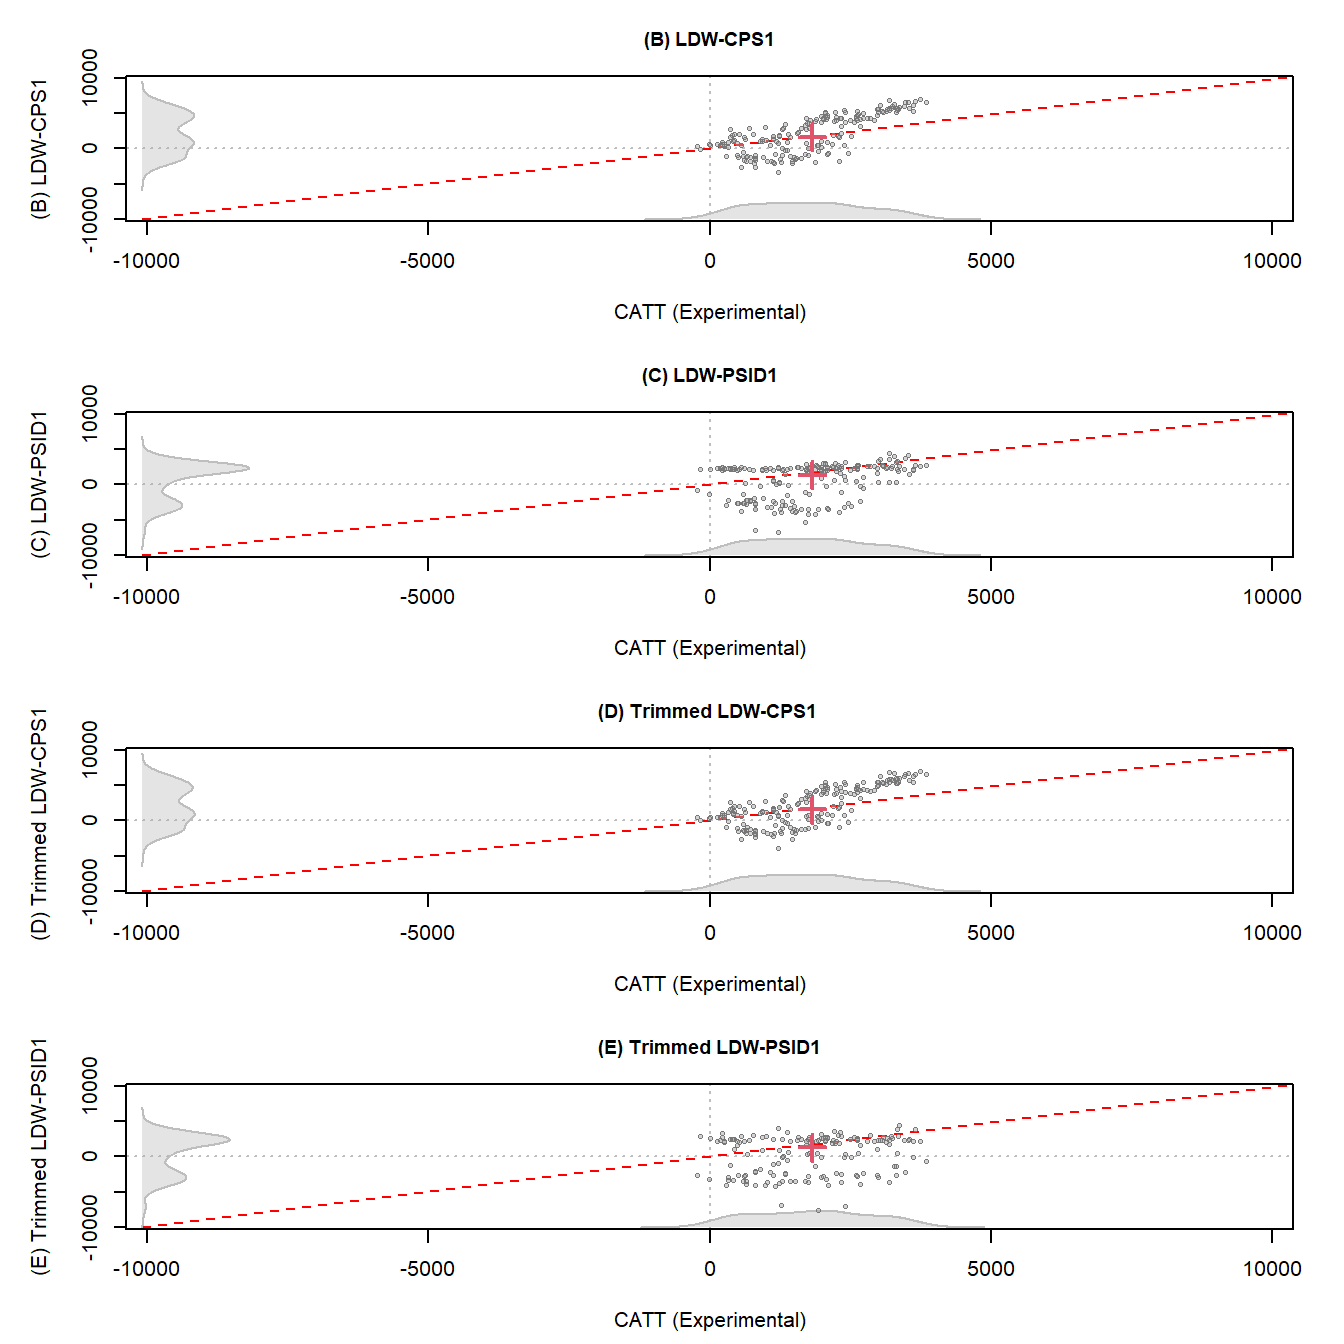 (B) LDW-CPS1
(B) LDW-CPS1
10000
0
-10000
-10000 -5000 0 5000 10000
CATT (Experimental)
(C) LDW-PSID1
(C) LDW-PSID1
10000
0
-10000
-10000 -5000 0 5000 10000
CATT (Experimental)
(D) Trimmed LDW-CPS1
(D) Trimmed LDW-CPS1
10000
0
-10000
-10000 -5000 0 5000 10000
CATT (Experimental)
(E) Trimmed LDW-PSID1
(E) Trimmed LDW-PSID1
10000
0
-10000
-10000 -5000 0 5000 10000
CATT (Experimental)